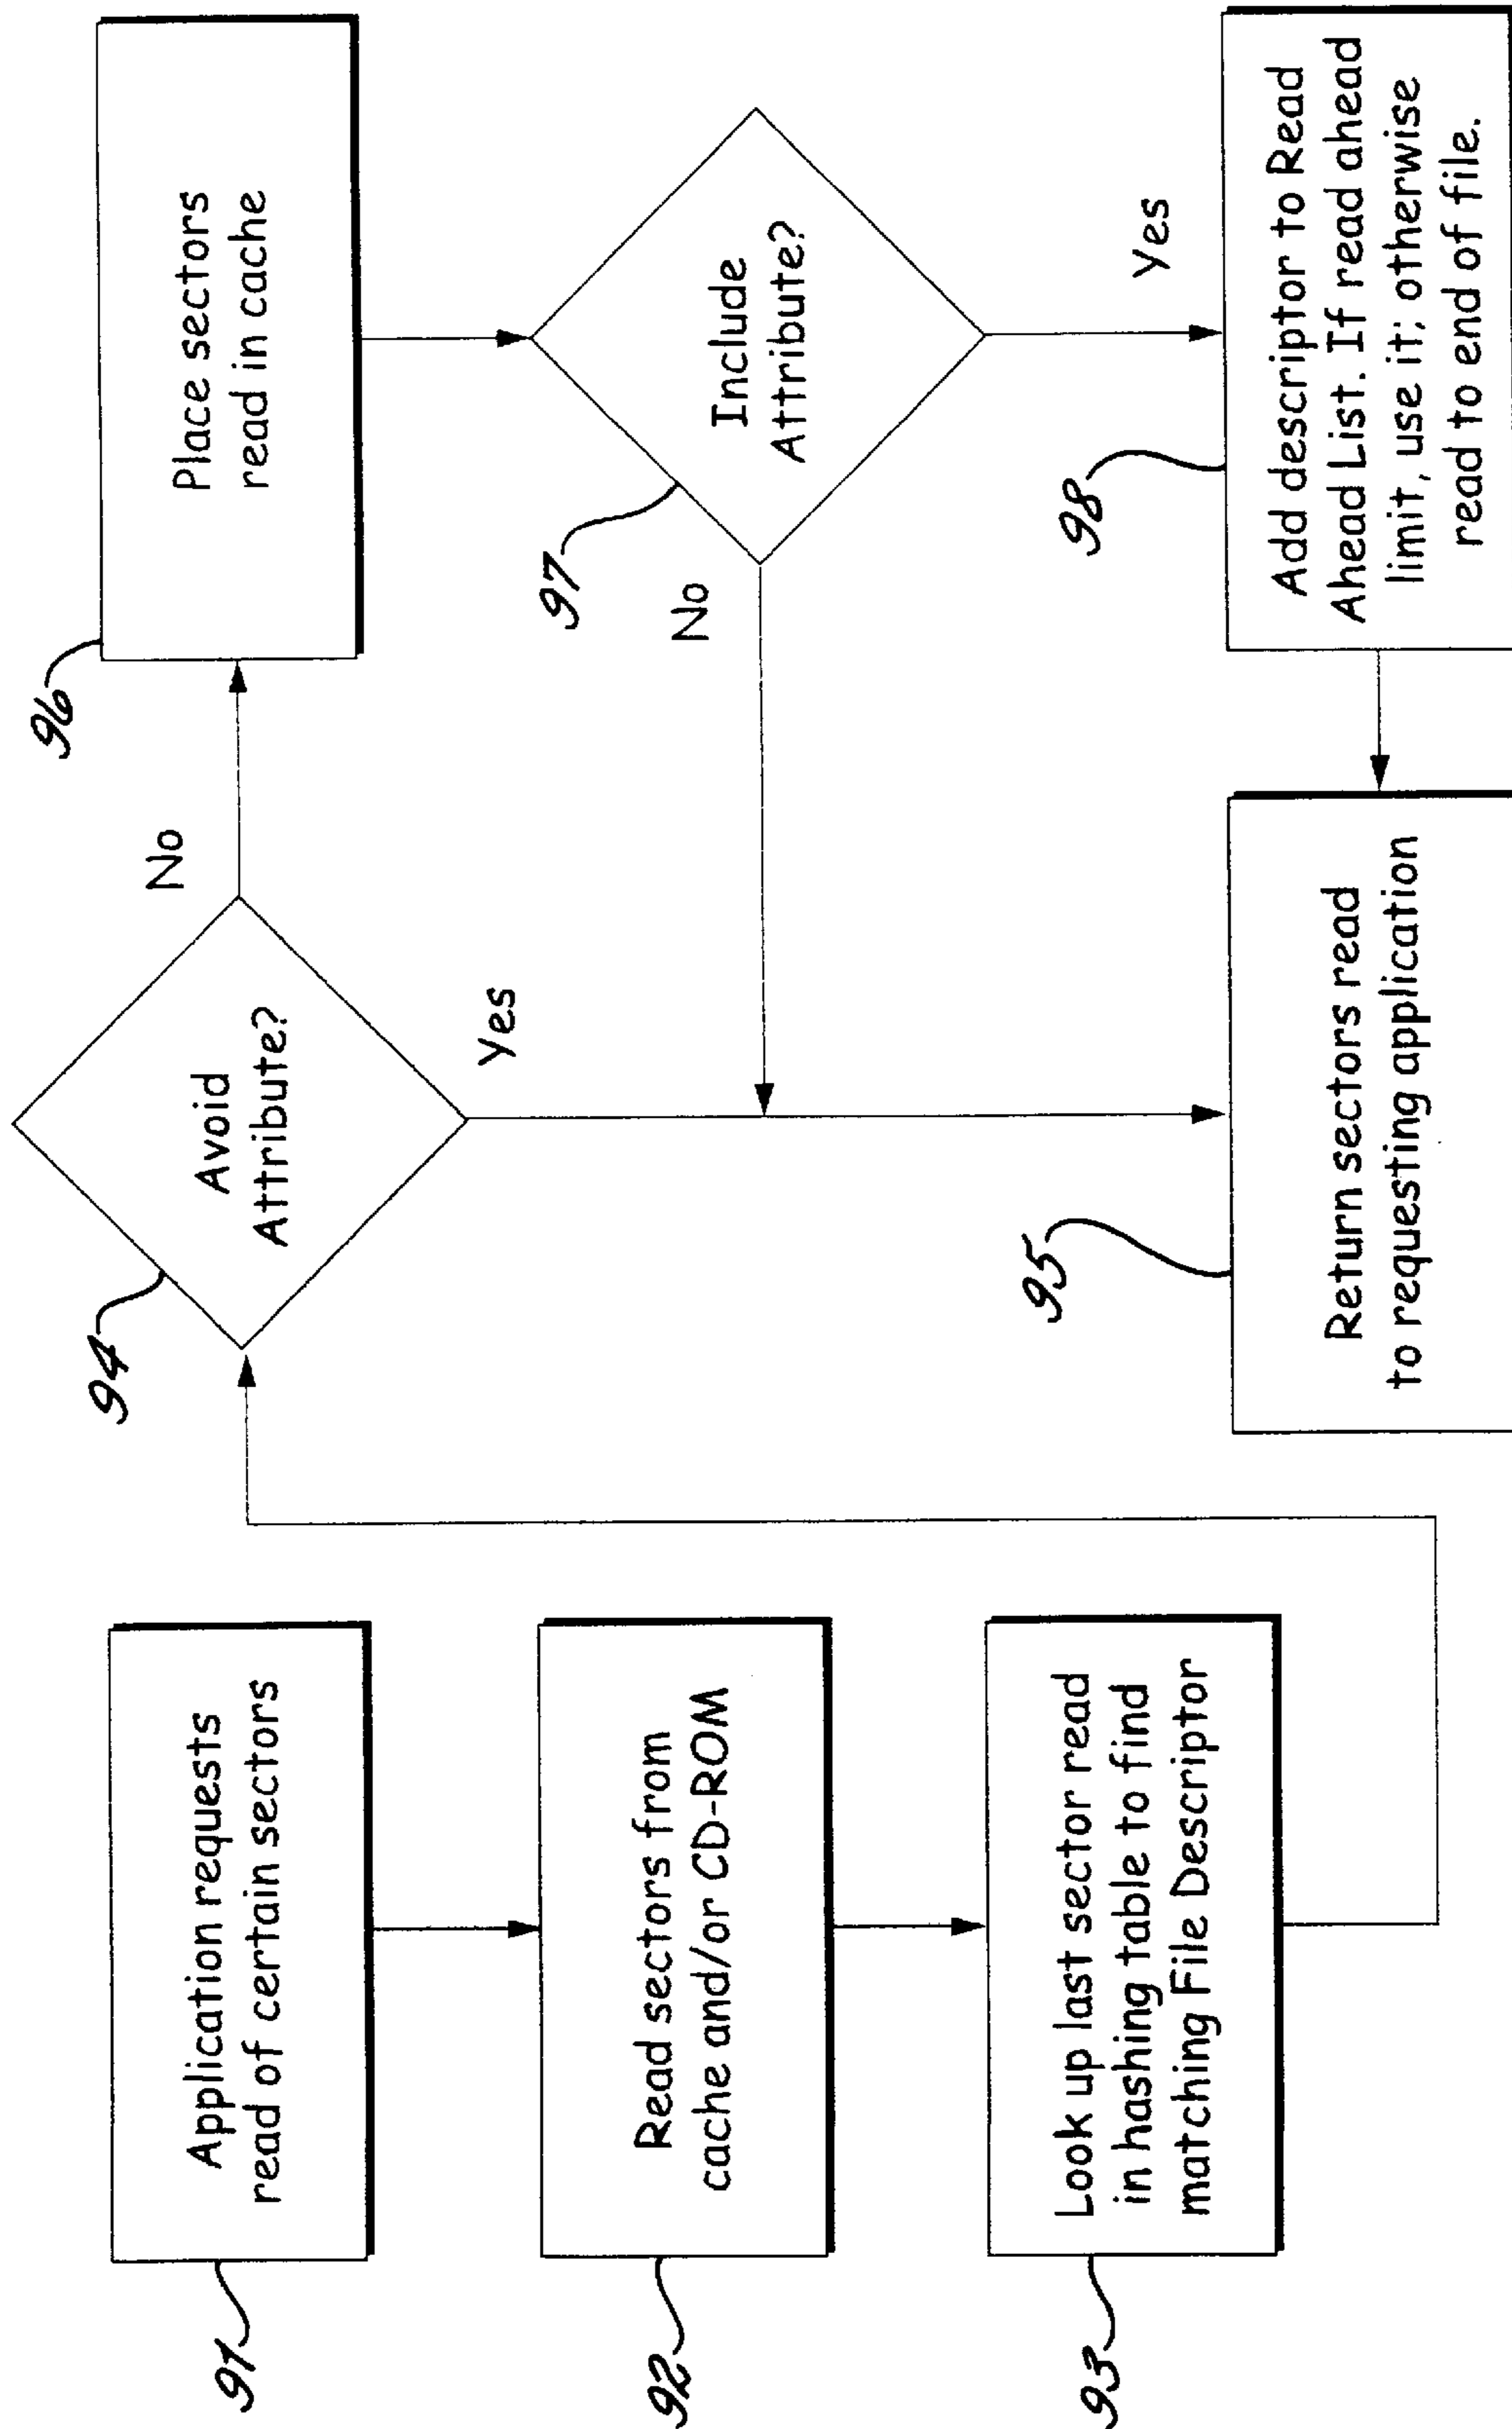 91
Application requests
read of certain sectors
92
Read sectors from
cache and/or CD-ROM
93
Look up last sector read
in hashing table to find
matching File Descriptor
94
Avoid
Attribute?
No
Yes
95
Return sectors read
to requesting application
96
Place sectors
read in cache
97
Include
Attribute?
No
Yes
98
Add descriptor to Read
Ahead List. If read ahead
limit, use it; otherwise
read to end of file.